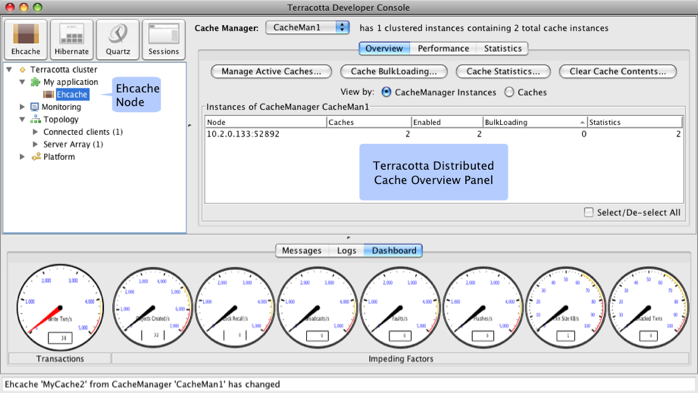 Terracotta Developer Console
Ehcache
Hibernate
Quartz
Sessions
Terracotta cluster
My application
Ehcache
Monitoring
Topology
Connected clients (1)
Server Array (1)
Platform
Ehcache
Node
Cache Manager: CacheMan1 has 1 clustered instances containing 2 total cache instances
Overview Performance Statistics
Manage Active Caches... Cache BulkLoading... Cache Statistics... Clear Cache Contents...
View by: CacheManager Instances Caches
Instances of CacheManager CacheMan1
Node Caches Enabled BulkLoading Statistics
10.2.0.133:52892 2 2 0 2
Terracotta Distributed
Cache Overview Panel
Select/De-select All
Messages Logs Dashboard
Transactions
Impeding Factors
Ehcache 'MyCache2' from CacheManager 'CacheMan1' has changed